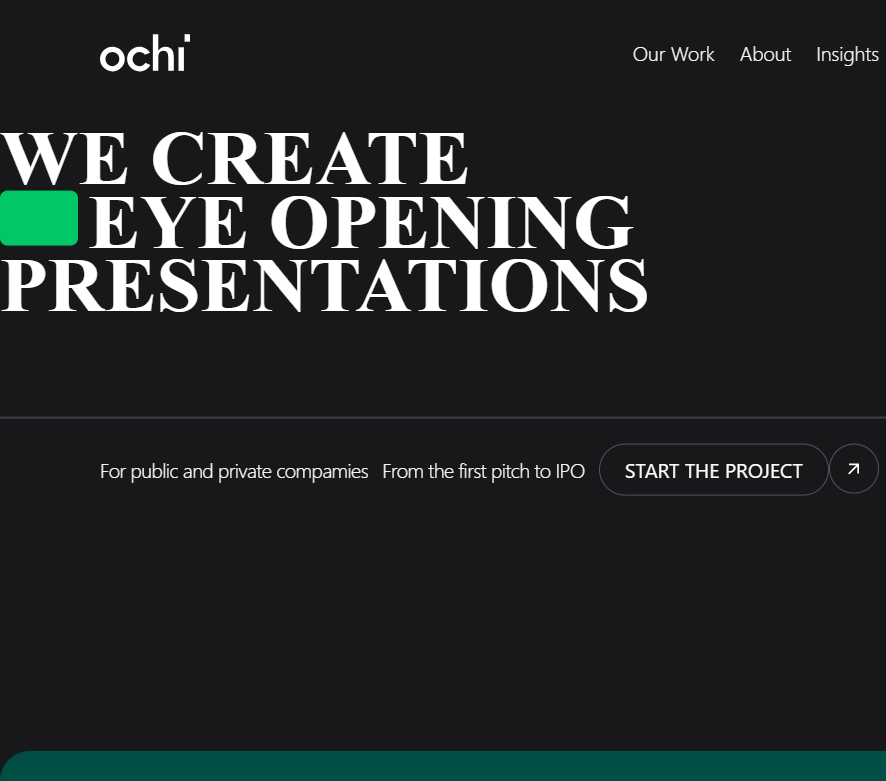 ochi
Our Work About Insights
WE CREATE
EYE OPENING
PRESENTATIONS
For public and private compamies From the first pitch to IPO START THE PROJECT